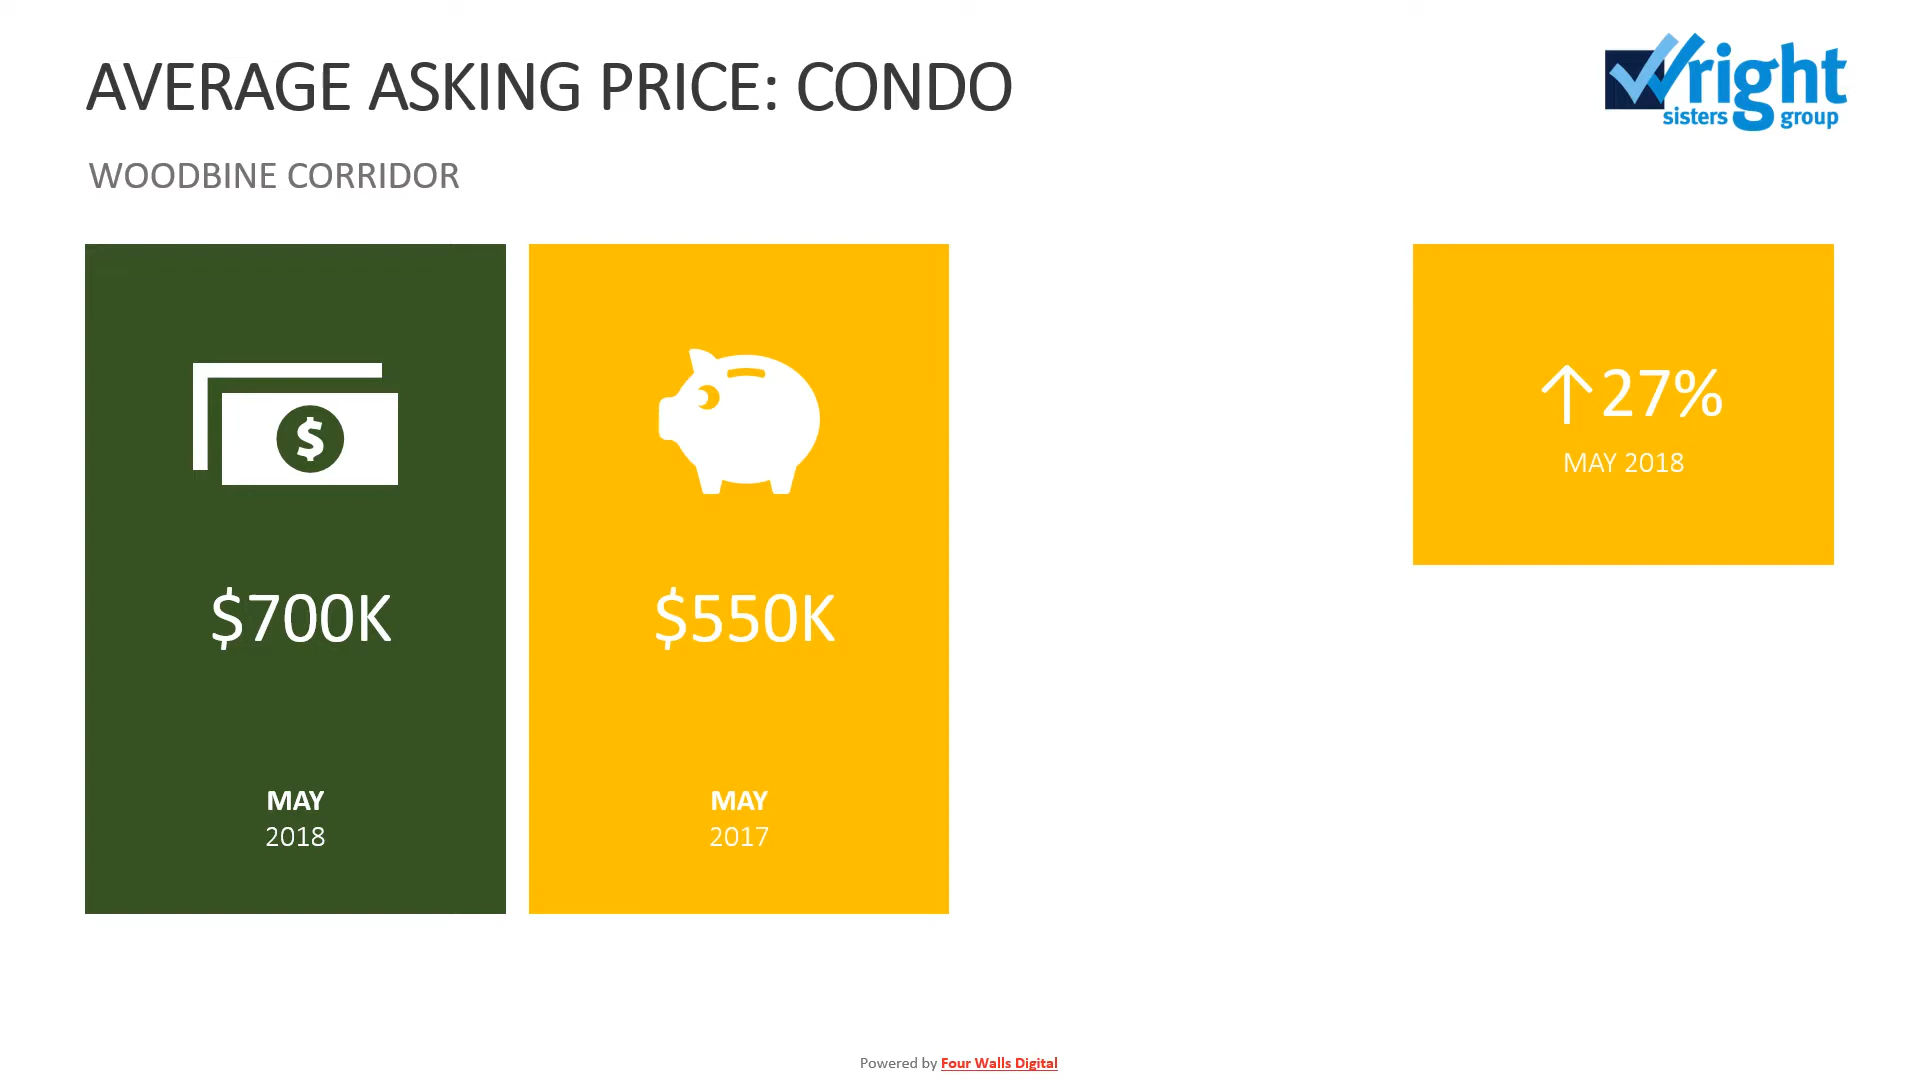 AVERAGE ASKING PRICE: CONDO
Wright
sisters group
WOODBINE CORRIDOR
$
$700K
MAY
2018
$550K
MAY
2017
↑27%
MAY 2018
Powered by Four Walls Digital